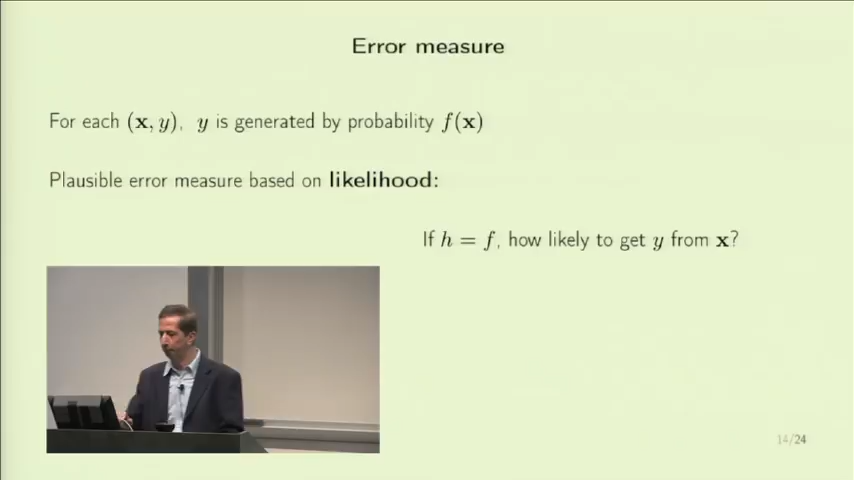 Error measure
For each (x, y), y is generated by probability f(x)
Plausible error measure based on likelihood:
If h = f, how likely to get y from x?
14/24